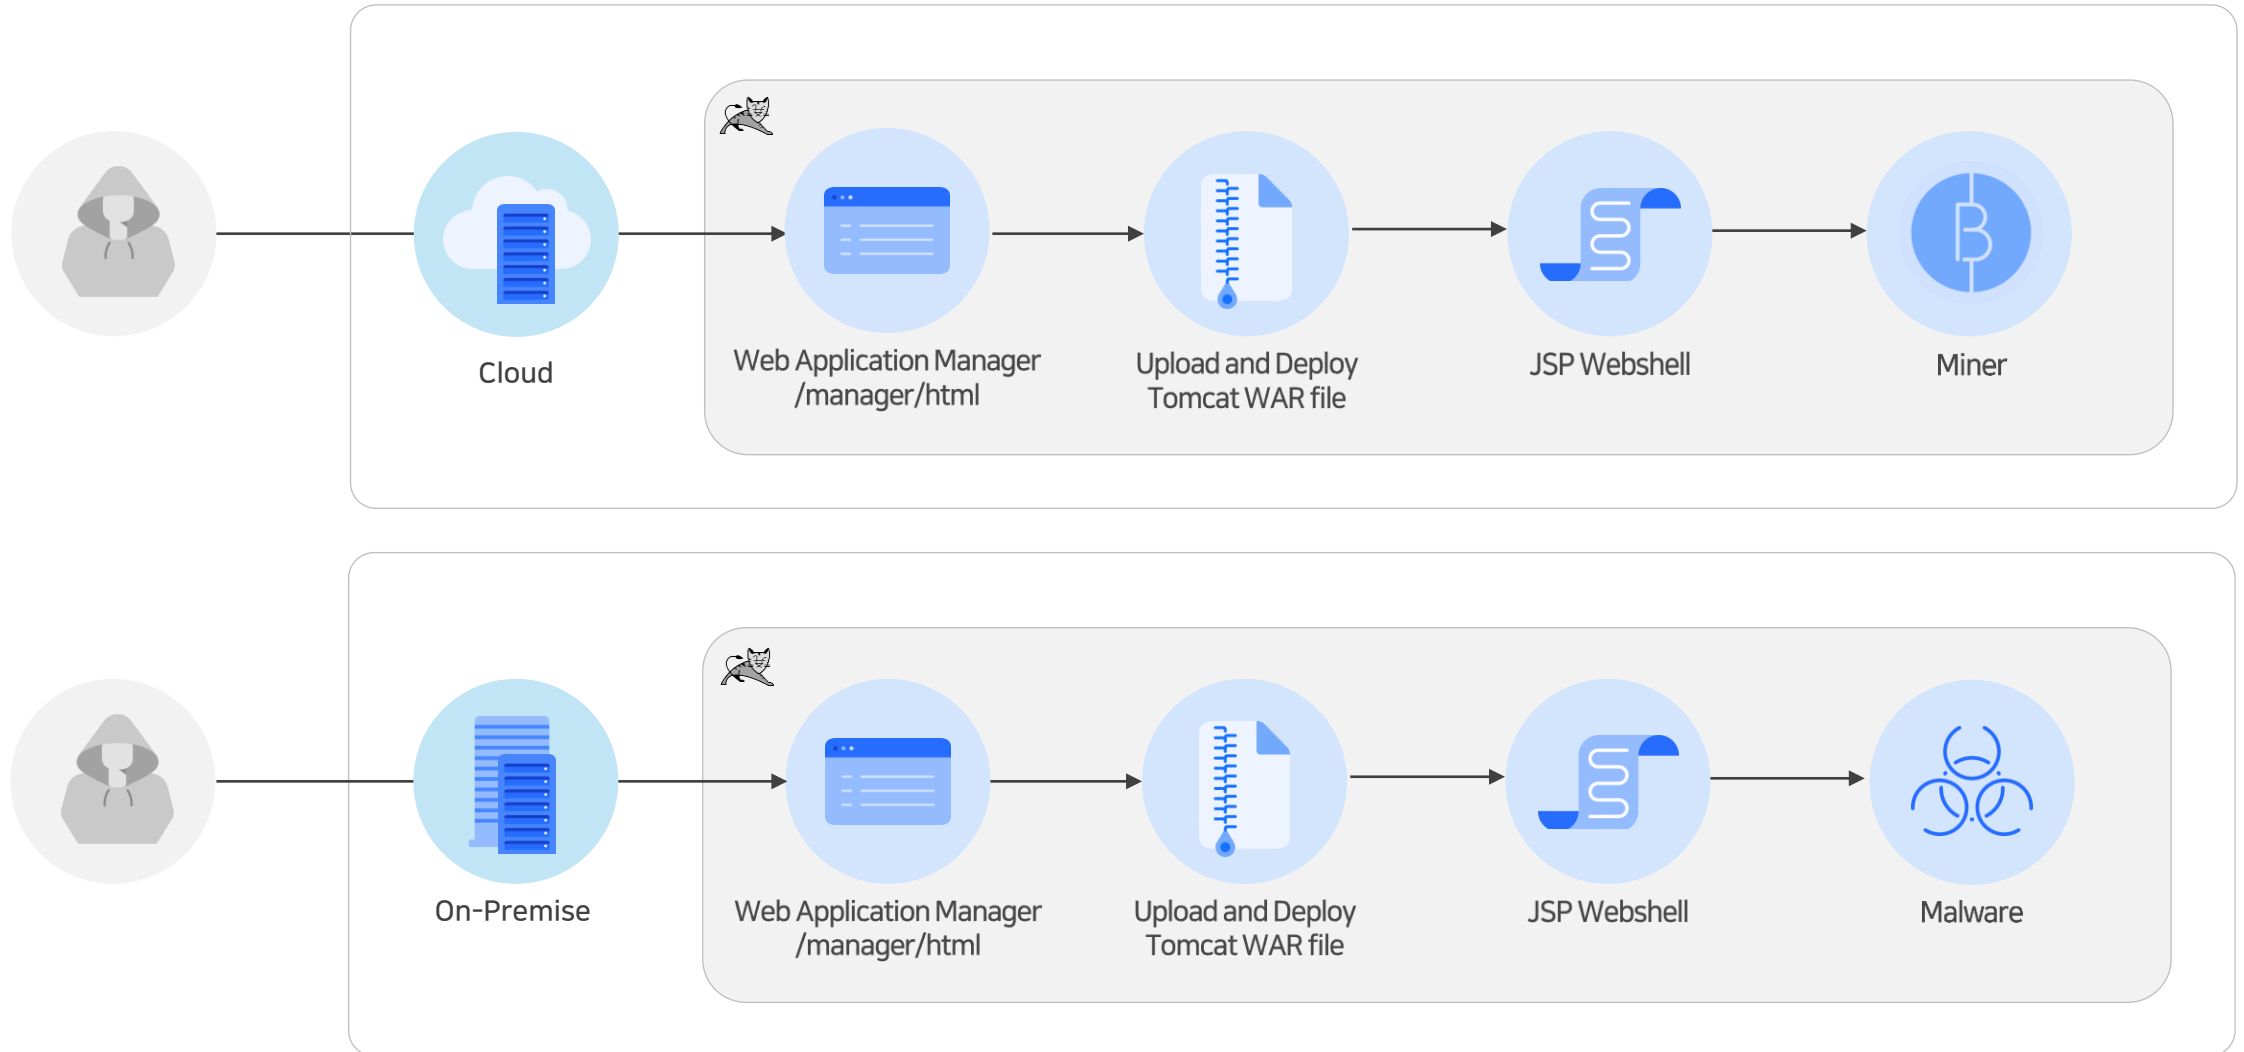 Cloud
Web Application Manager
/manager/html
Upload and Deploy
Tomcat WAR file
JSP Webshell
Miner
On-Premise
Web Application Manager
/manager/html
Upload and Deploy
Tomcat WAR file
JSP Webshell
Malware